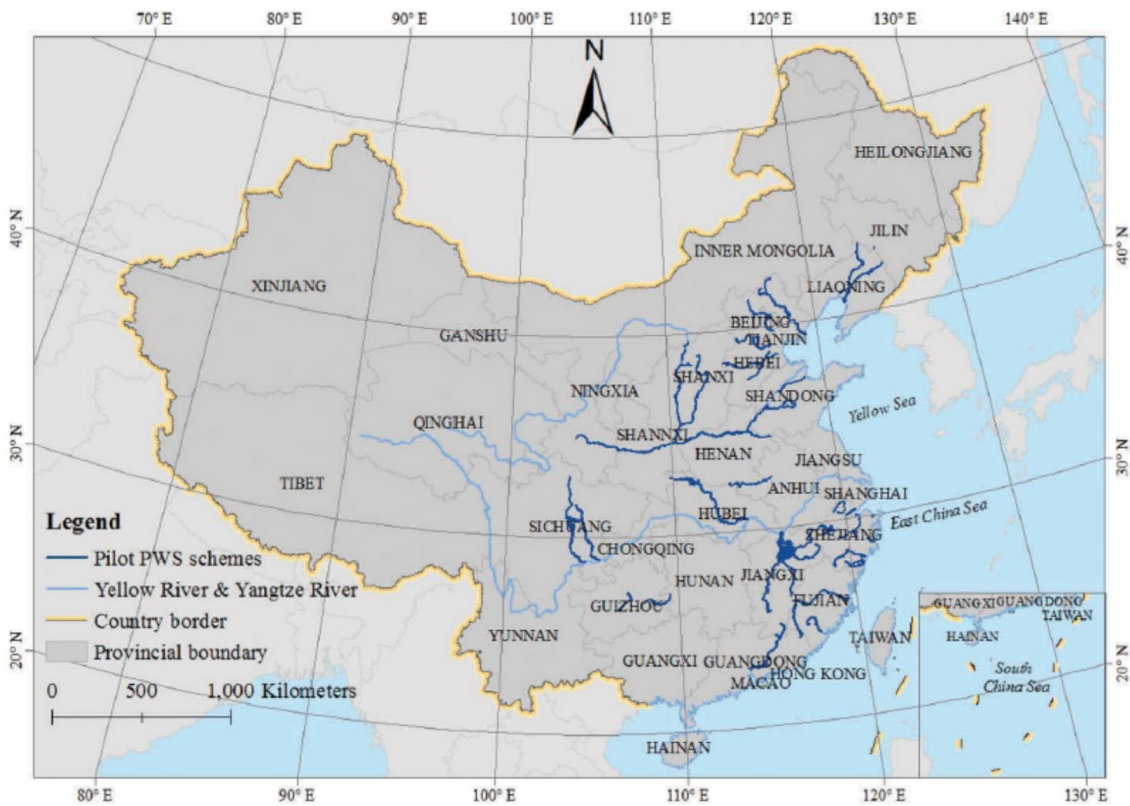 70° E 80° E 90° E 100° E 110° E 120° E 130° E 140° E
N
HEILONGJIANG
40° N
JILIN
40° N
INNER MONGOLIA
XINJIANG
LIAONING
BEIJING
GANSHU
TIANJIN
HEBEI
SHANXI
NINGXIA
SHANDONG
Yellow Sea
QINGHAI
SHANNXI
30° N
HENAN
30° N
JIANGSU
TIBET
ANHUI
SHANGHAI
Legend
HUBEI
East China Sea
SICHUANG
ZHEJIANG
Pilot PWS schemes
CHONGQING
Yellow River & Yangtze River
HUNAN
JIANGXI
GUIZHOU
FUJIAN
GUANGXI
GUANGDONG
TAIWAN
Country border
YUNNAN
TAIWAN
HAINAN
Provincial boundary
20° N
GUANGXI
GUANGDONG
South
China Sea
20° N
HONG KONG
MACAO
0 500 1,000 Kilometers
HAINAN
80° E 90° E 100° E 110° E 120° E 130° E